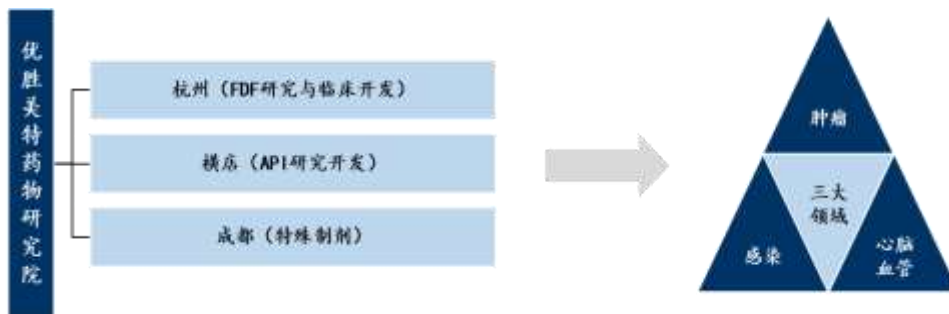 优胜美特药物研究院
杭州（FDF研究与临床开发）
横店（API研究开发）
成都（特殊制剂）
肿瘤
三大
领域
感染
心脑
血管